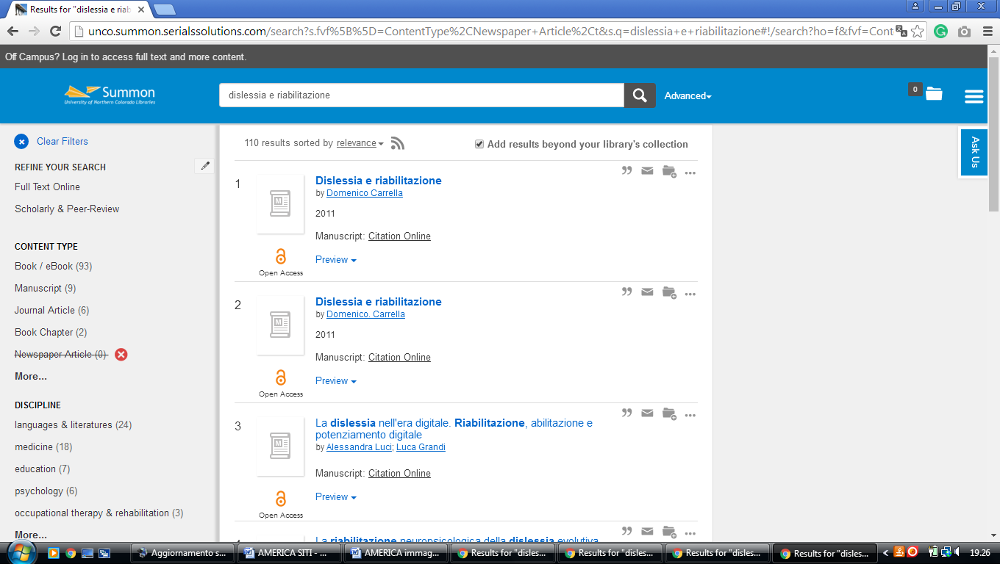 Results for "dislessia e riab
unco.summon.serialssolutions.com/search?s.fvf%5B%5D=ContentType%2CNewspaper+Article%2Ct&s.q=dislessia+e+riabilitazione#!/search?ho=f&fvf=Cont
Off Campus? Log in to access full text and more content.
Summon
University of Northern Colorado Libraries
dislessia e riabilitazione
Advanced
0
Ask Us
Clear Filters
REFINE YOUR SEARCH
Full Text Online
Scholarly & Peer-Review
CONTENT TYPE
Book / eBook (93)
Manuscript (9)
Journal Article (6)
Book Chapter (2)
Newspaper Article (0)
More...
DISCIPLINE
languages & literatures (24)
medicine (18)
education (7)
psychology (6)
occupational therapy & rehabilitation (3)
More...
110 results sorted by relevance
Add results beyond your library's collection
1
Dislessia e riabilitazione
by Domenico Carrella
2011
Manuscript: Citation Online
Preview
Open Access
2
Dislessia e riabilitazione
by Domenico. Carrella
2011
Manuscript: Citation Online
Preview
Open Access
3
La dislessia nell'era digitale. Riabilitazione, abilitazione e
potenziamento digitale
by Alessandra Luci; Luca Grandi
Manuscript: Citation Online
Preview
Open Access
La riabilitazione neuropsicologica della dislessia evolutiva
Aggiornamento s...
AMERICA SITI - ...
AMERICA immag...
Results for "disles...
Results for "disles...
Results for "disles...
Results for "disles...
19.26